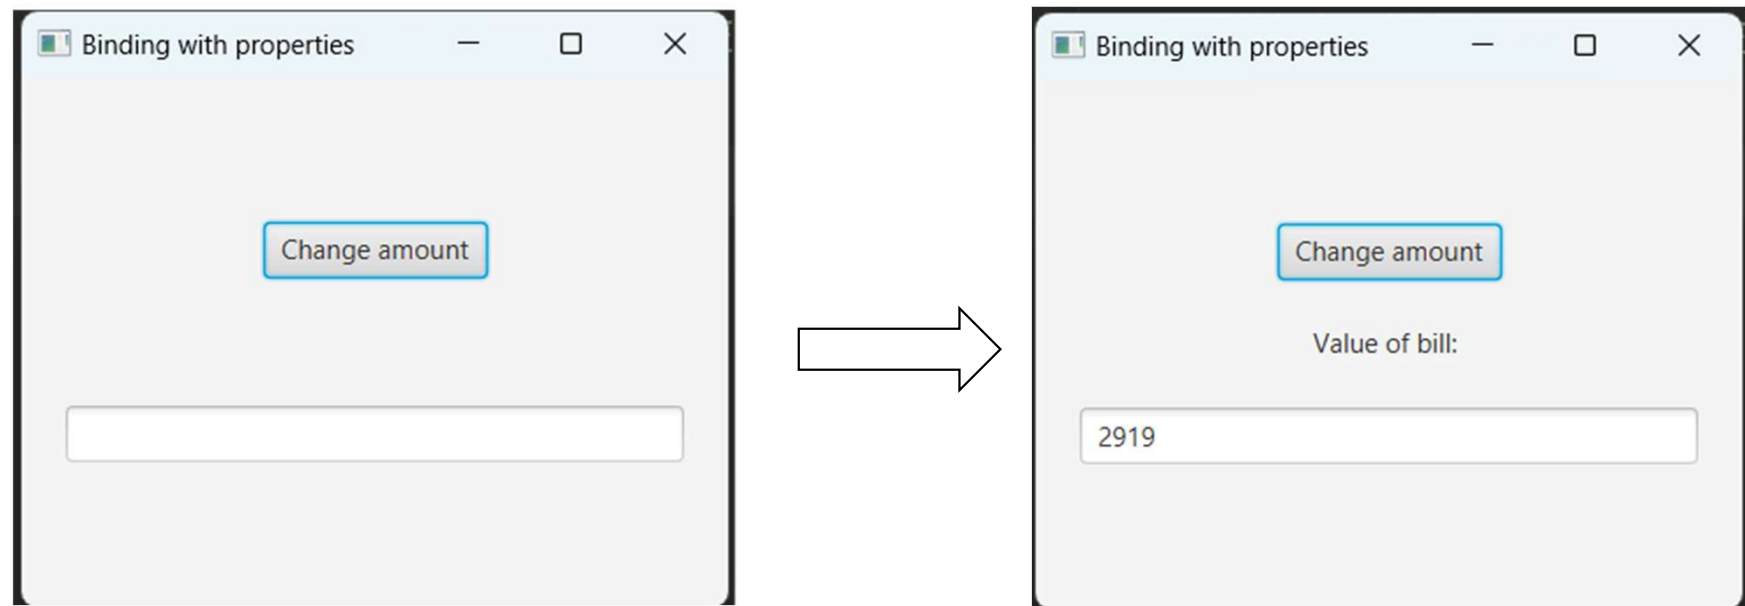 Binding with properties
Change amount
Binding with properties
Change amount
Value of bill:
2919